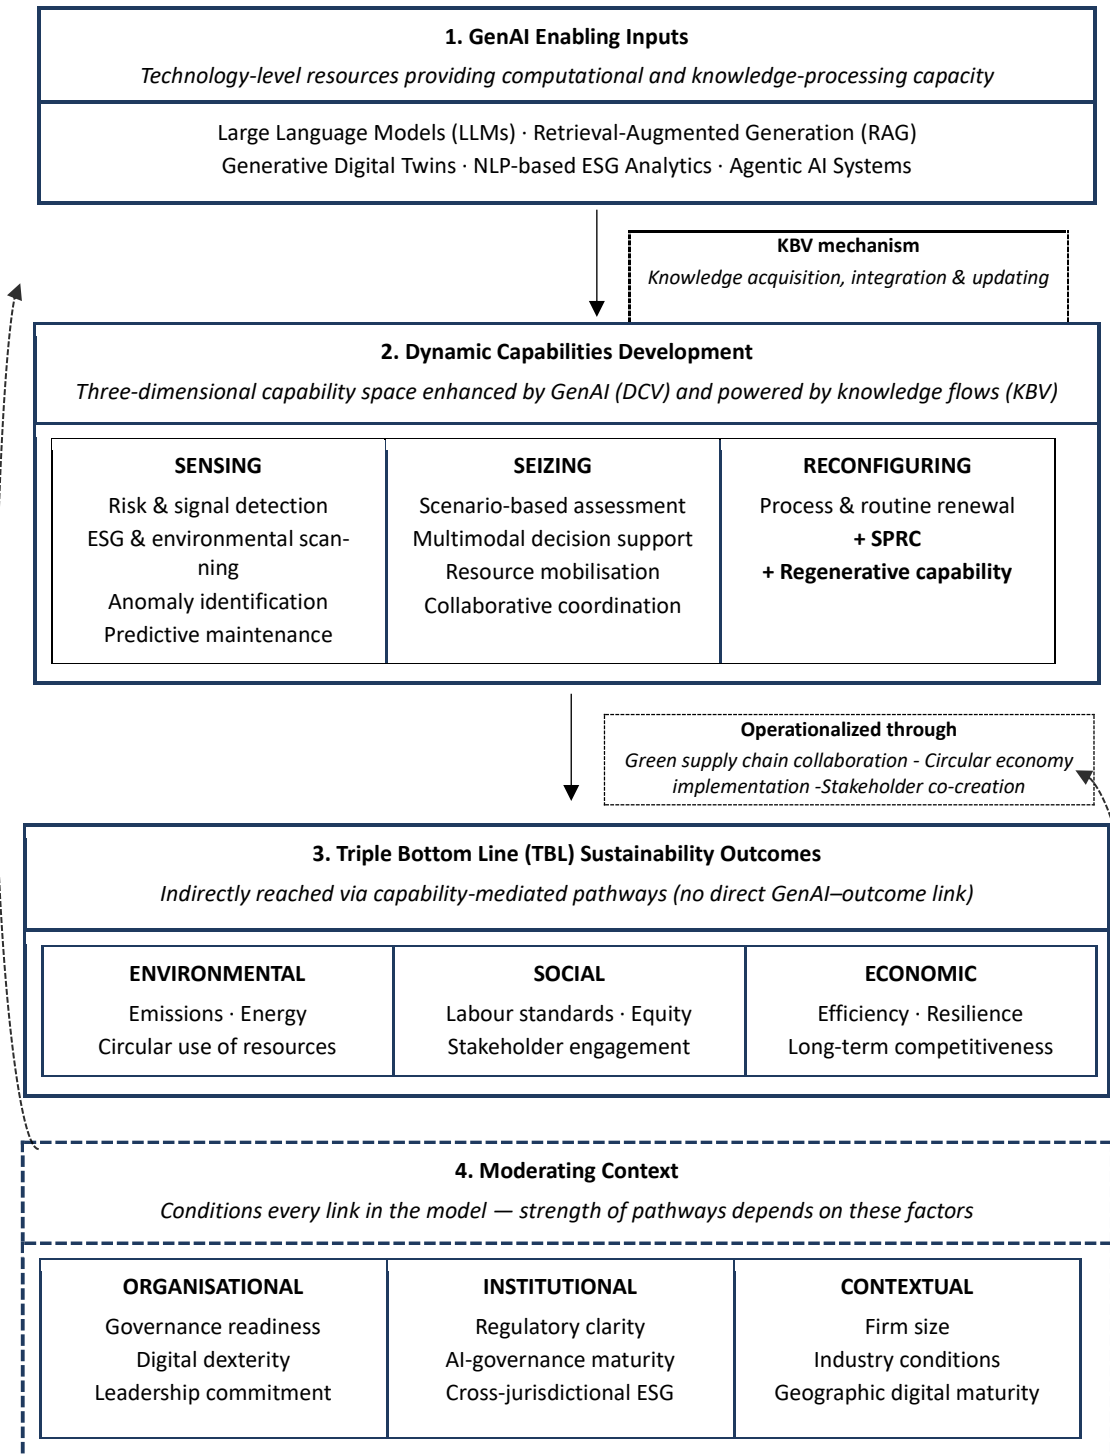 1. GenAI Enabling Inputs
Technology-level resources providing computational and knowledge-processing capacity
Large Language Models (LLMs) · Retrieval-Augmented Generation (RAG)
Generative Digital Twins · NLP-based ESG Analytics · Agentic AI Systems
KBV mechanism
Knowledge acquisition, integration & updating
2. Dynamic Capabilities Development
Three-dimensional capability space enhanced by GenAI (DCV) and powered by knowledge flows (KBV)
SENSING
Risk & signal detection
ESG & environmental scan-
ning
Anomaly identification
Predictive maintenance
SEIZING
Scenario-based assessment
Multimodal decision support
Resource mobilisation
Collaborative coordination
RECONFIGURING
Process & routine renewal
+ SPRC
+ Regenerative capability
Operationalized through
Green supply chain collaboration - Circular economy
implementation -Stakeholder co-creation
3. Triple Bottom Line (TBL) Sustainability Outcomes
Indirectly reached via capability-mediated pathways (no direct GenAI–outcome link)
ENVIRONMENTAL
Emissions · Energy
Circular use of resources
SOCIAL
Labour standards · Equity
Stakeholder engagement
ECONOMIC
Efficiency · Resilience
Long-term competitiveness
4. Moderating Context
Conditions every link in the model — strength of pathways depends on these factors
ORGANISATIONAL
Governance readiness
Digital dexterity
Leadership commitment
INSTITUTIONAL
Regulatory clarity
AI-governance maturity
Cross-jurisdictional ESG
CONTEXTUAL
Firm size
Industry conditions
Geographic digital maturity